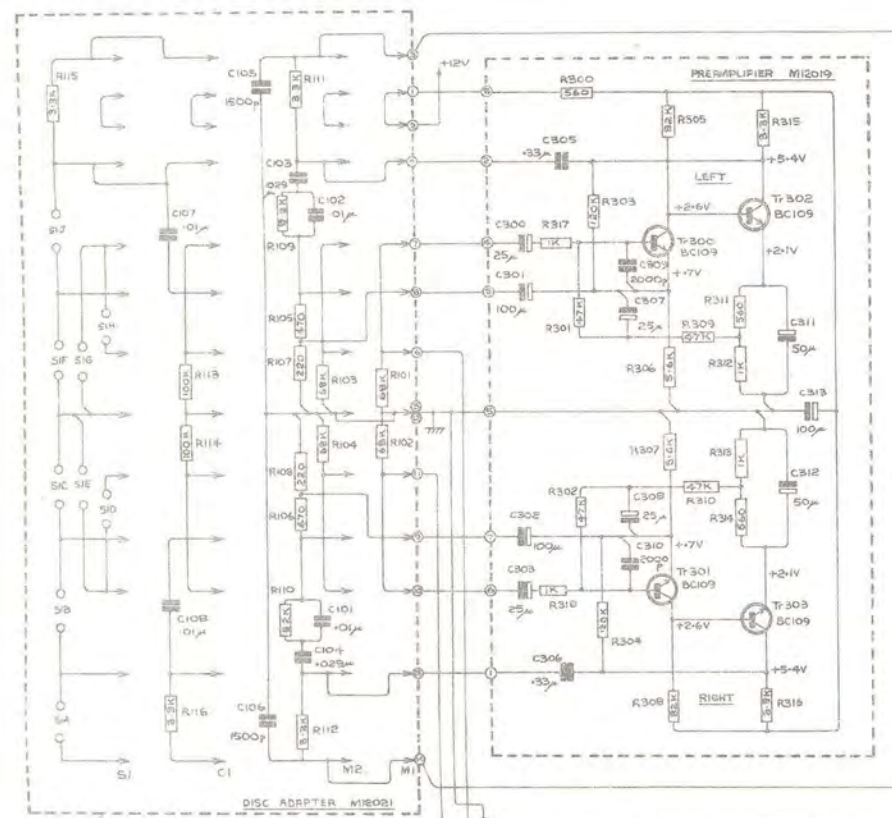 R115
3.3K
C105
1500p
R111
3.3K
+12V
PREAMPLIFIER M12019
R300
560
R305
82K
R315
3.3K
C305
.33µ
+5.4V
LEFT
C103
.029
C102
.01µ
R109
C107
.01µ
R303
120K
+2.6V
Tr302
BC109
C300
25µ
R317
1K
Tr300
BC109
+2.1V
C309
2000p
+.7V
C301
100µ
C307
25µ
R301
47K
R309
47K
R311
560
C311
50µ
R312
1K
R306
5.6K
S1J
S1H
S1F
S1G
R105
470
R107
220
R103
68K
R101
68K
R113
100K
C313
100µ
R114
100K
R104
68K
R102
68K
R307
5.6K
R313
1K
C312
50µ
S1C
S1E
S1D
R108
220
R106
R302
47K
C308
25µ
47K
R310
R314
560
C302
100µ
C310
2000
p
+.7V
C303
25µ
1K
Tr301
BC109
+2.1V
Tr303
BC109
R110
82K
C101
.01µ
S1B
C108
.01µ
C104
.029µ
R304
120K
+2.6V
C306
.33µ
+5.4V
R308
82K
RIGHT
R316
3.3K
S1A
R116
3.3K
C106
1500p
R112
3.3K
S1
C1
M2
M1
DISC ADAPTER M12021